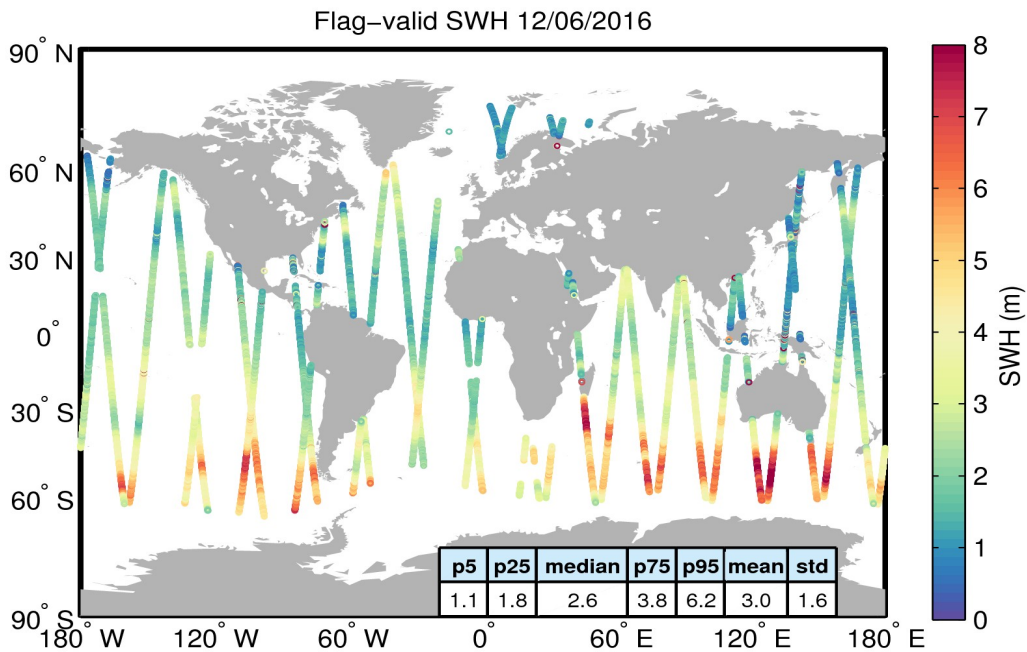 Flag−valid SWH 12/06/2016
90° N
60° N
30° N
0°
30° S
60° S
90° S
180° W
120° W
60° W
0°
60° E
120° E
180° E
p5 p25 median p75 p95 mean std
1.1 1.8 2.6 3.8 6.2 3.0 1.6
8
7
6
5
4
3
2
1
0
SWH (m)